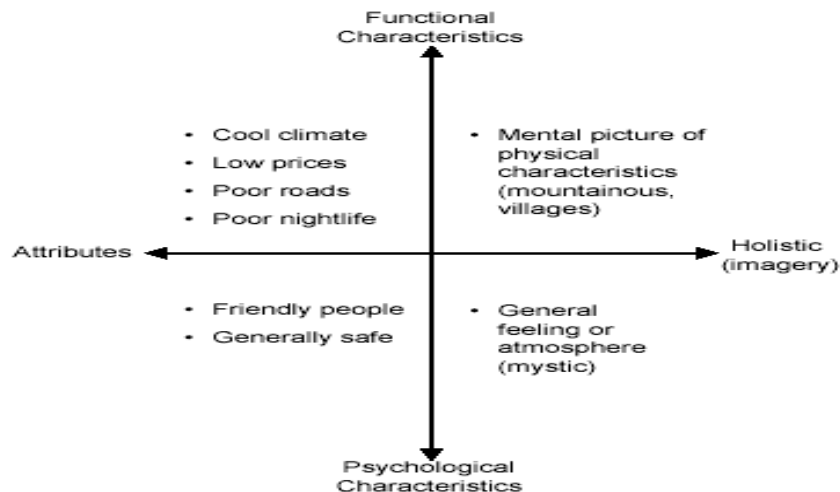 Functional
Characteristics
• Cool climate
• Low prices
• Poor roads
• Poor nightlife
• Mental picture of
physical
characteristics
(mountainous,
villages)
Attributes
Holistic
(imagery)
• Friendly people
• Generally safe
• General
feeling or
atmosphere
(mystic)
Psychological
Characteristics